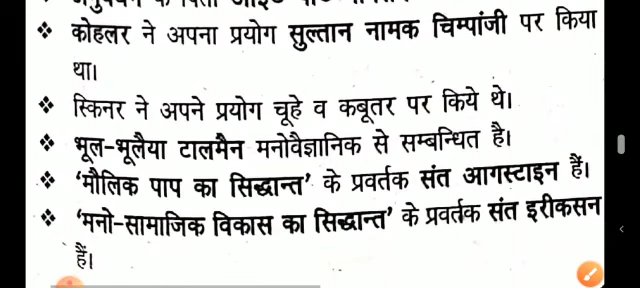 ❖ कोहलर ने अपना प्रयोग सुल्तान नामक चिम्पांजी पर किया
था।
❖ स्किनर ने अपने प्रयोग चूहे व कबूतर पर किये थे।
❖ भूल-भूलैया टालमैन मनोवैज्ञानिक से सम्बन्धित है।
❖ 'मौलिक पाप का सिद्धान्त' के प्रवर्तक संत आगस्टाइन हैं।
❖ 'मनो-सामाजिक विकास का सिद्धान्त' के प्रवर्तक संत इरीकसन
हैं।